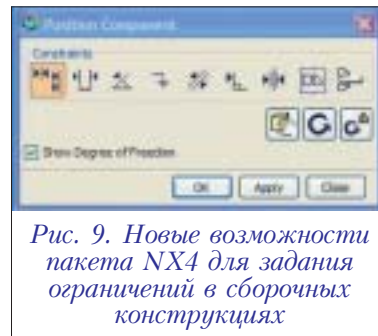 Position Component
Constraints
Show Degree of Freedom
OK Apply Close
Рис. 9. Новые возможности
пакета NX4 для задания
ограничений в сборочных
конструкциях